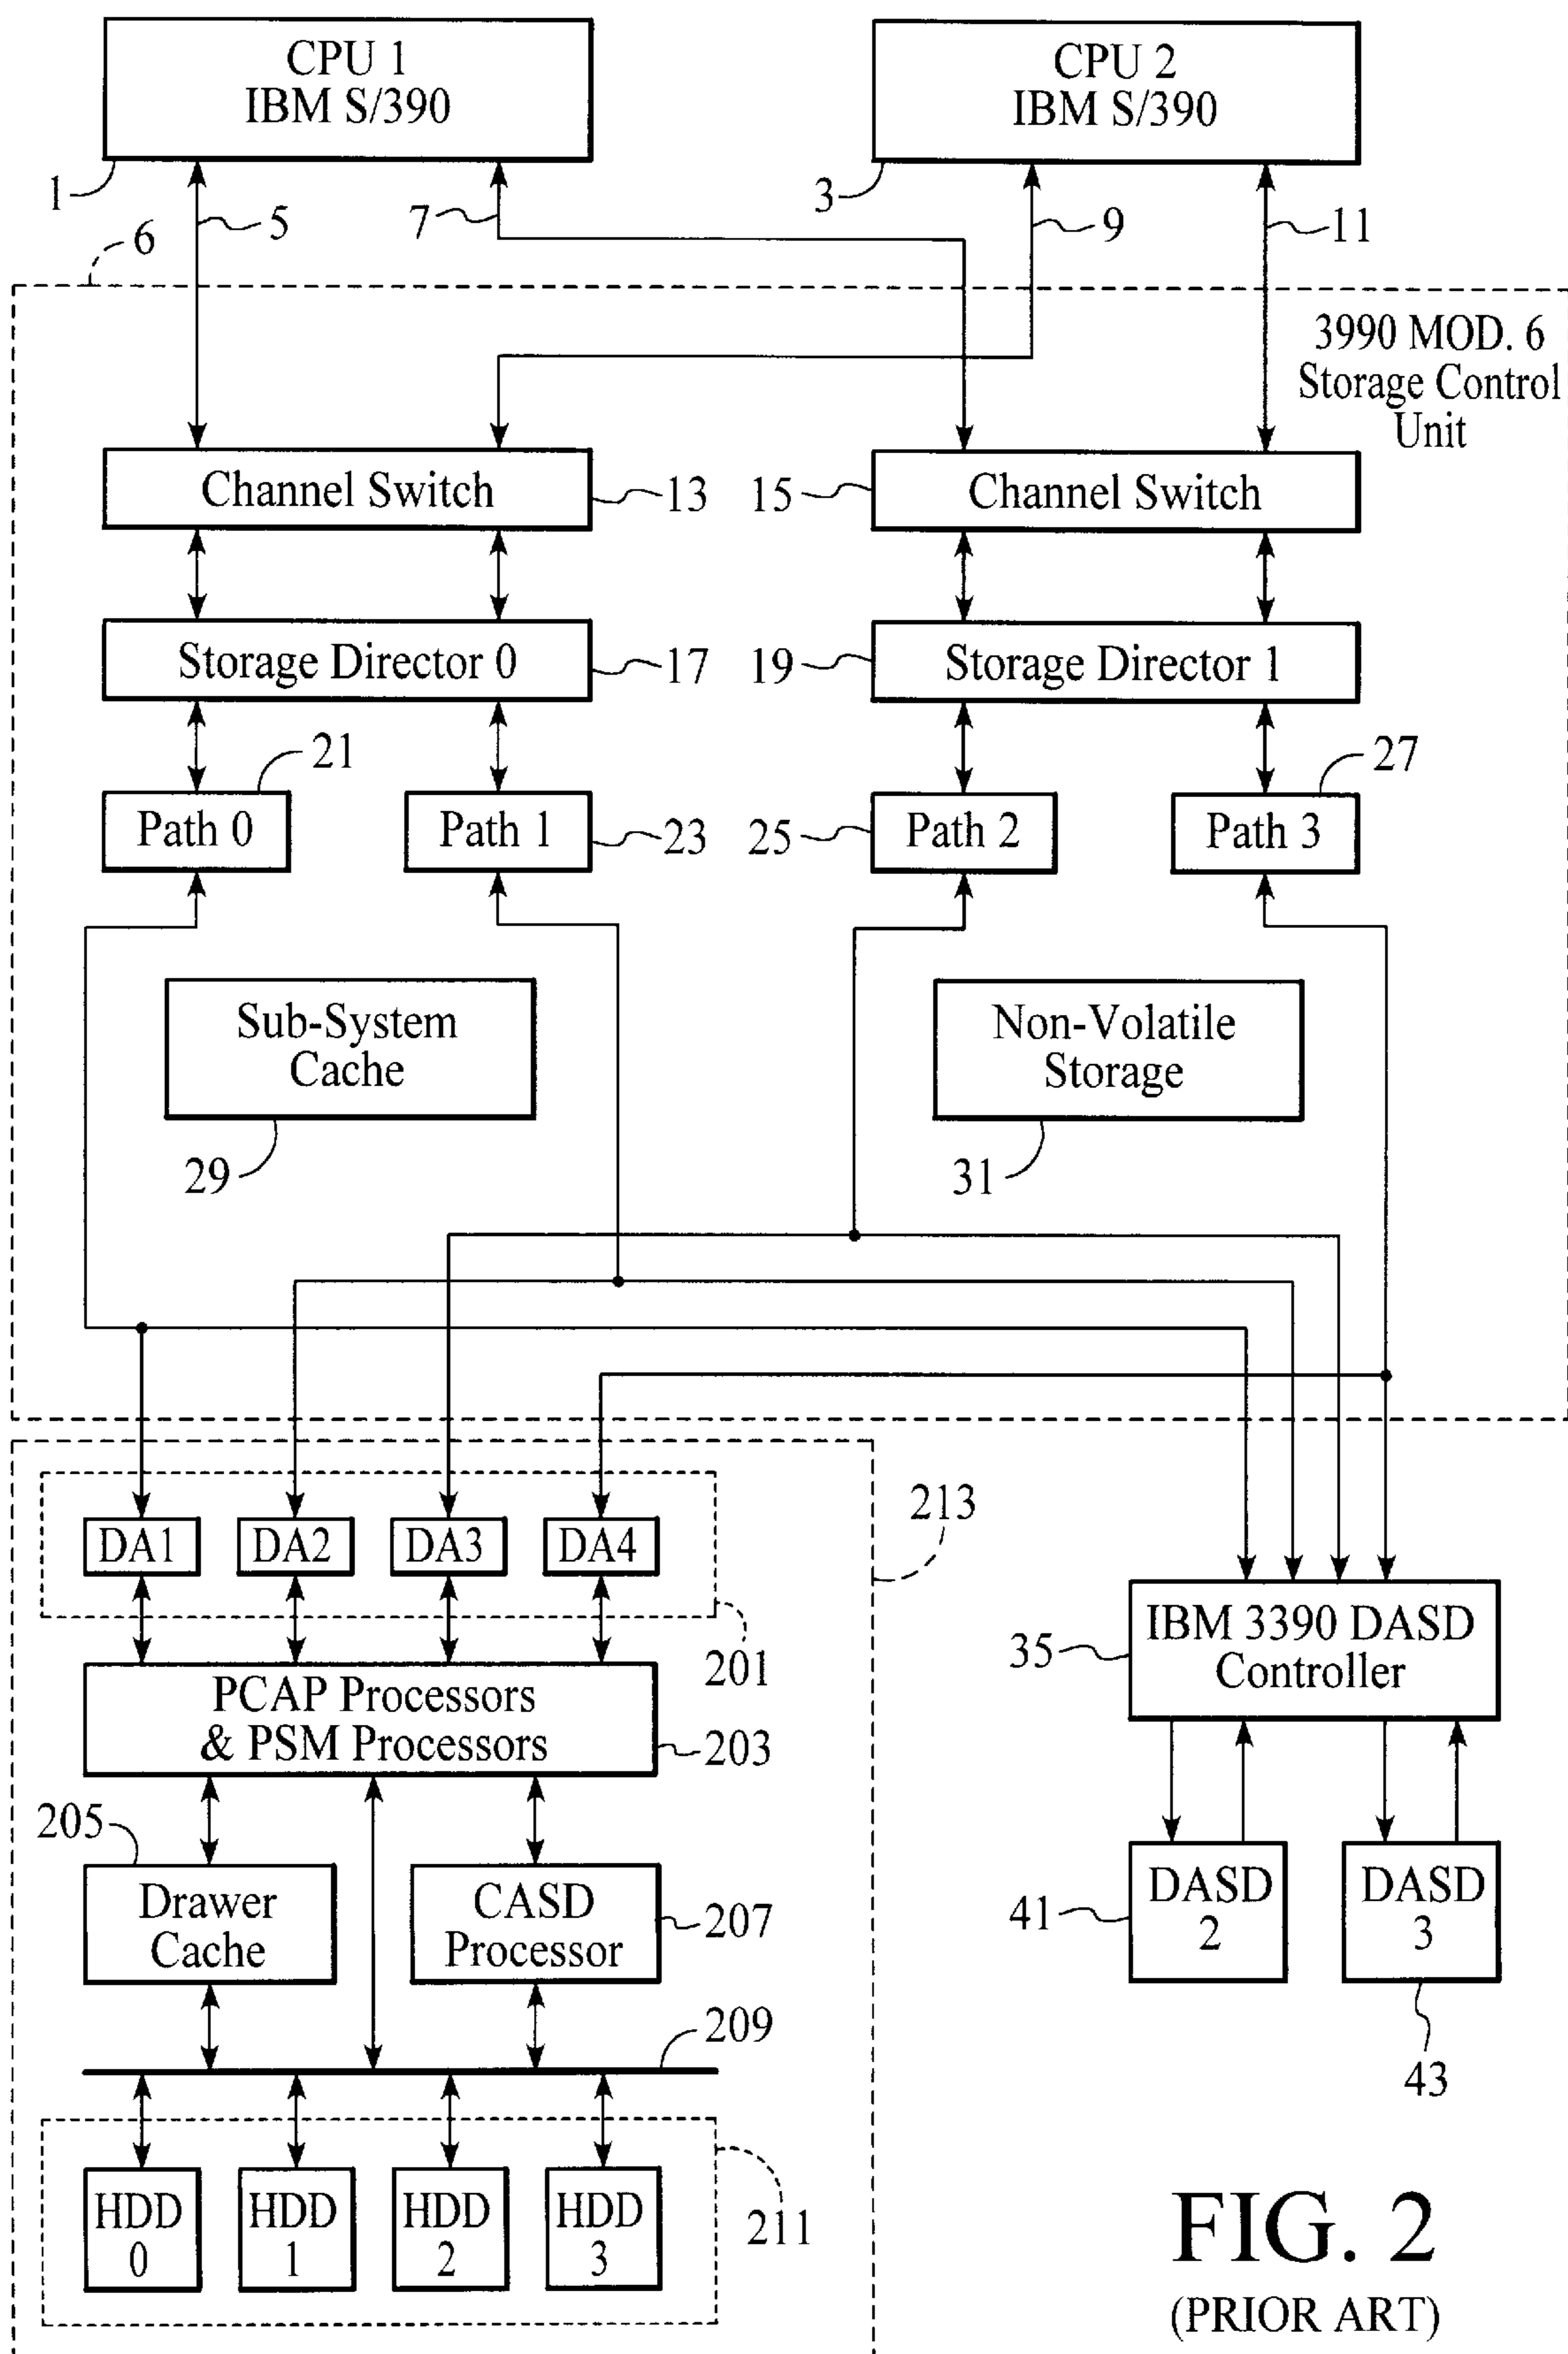 CPU 1
IBM S/390
CPU 2
IBM S/390
1
5
7
3
9
11
6
3990 MOD. 6
Storage Control
Unit
Channel Switch
13
15
Channel Switch
Storage Director 0
17
19
Storage Director 1
21
27
Path 0
Path 1
23
25
Path 2
Path 3
Sub-System
Cache
Non-Volatile
Storage
29
31
213
DA1
DA2
DA3
DA4
201
35
IBM 3390 DASD
Controller
PCAP Processors
& PSM Processors
203
205
Drawer
Cache
CASD
Processor
207
41
DASD
2
DASD
3
209
43
HDD
0
HDD
1
HDD
2
HDD
3
211
FIG. 2
(PRIOR ART)